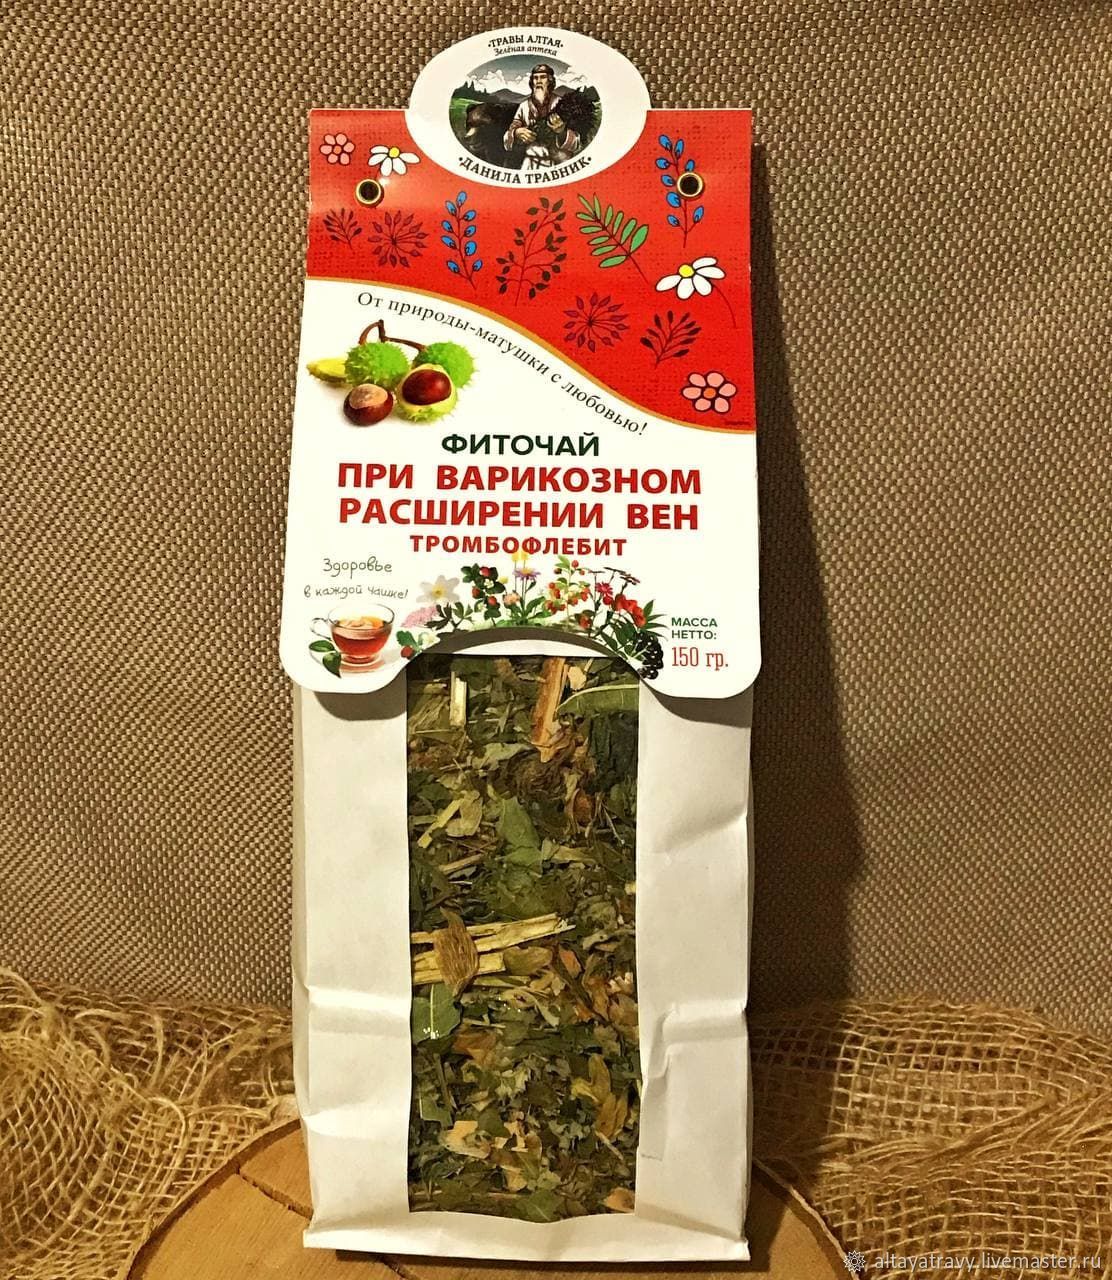 ·ТРАВЫ АЛТАЯ·
Зелёная аптека
·ДАНИЛА ТРАВНИК·
От природы-матушки с любовью!
ФИТОЧАЙ
ПРИ ВАРИКОЗНОМ
РАСШИРЕНИИ ВЕН
ТРОМБОФЛЕБИТ
Здоровье
в каждой чашке!
МАССА
НЕТТО:
150 гр.
altayatravy.livemaster.ru